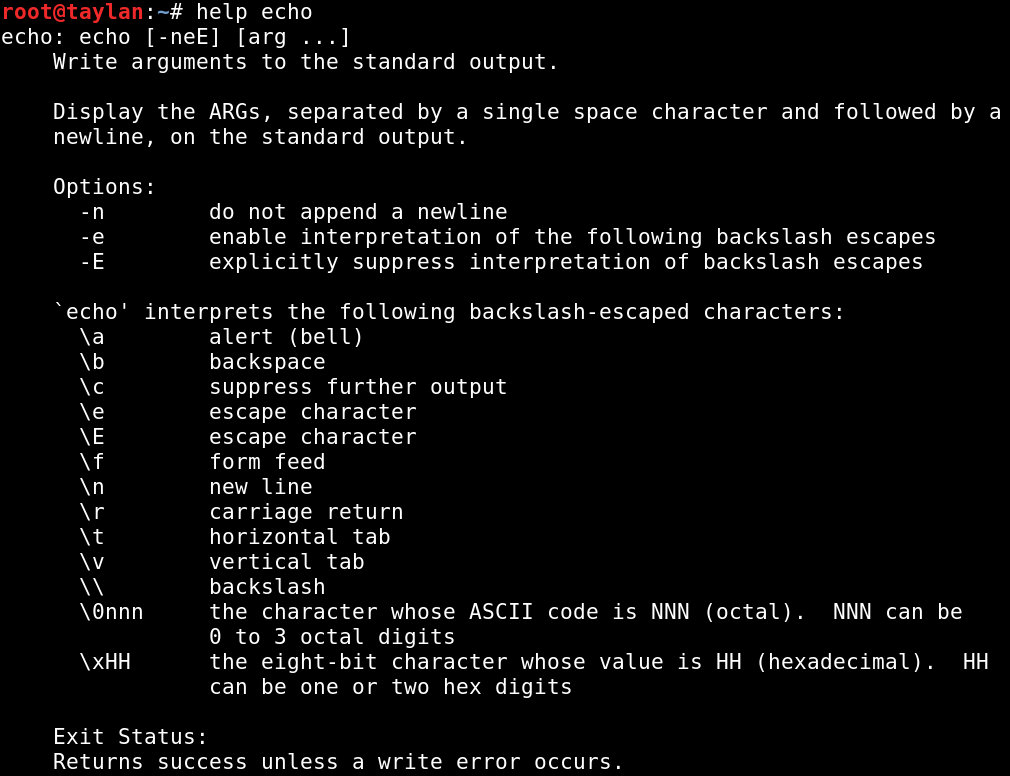 root@taylan:~# help echo
echo: echo [-neE] [arg ...]
    Write arguments to the standard output.

    Display the ARGs, separated by a single space character and followed by a
    newline, on the standard output.

    Options:
      -n        do not append a newline
      -e        enable interpretation of the following backslash escapes
      -E        explicitly suppress interpretation of backslash escapes

    `echo' interprets the following backslash-escaped characters:
      \a        alert (bell)
      \b        backspace
      \c        suppress further output
      \e        escape character
      \E        escape character
      \f        form feed
      \n        new line
      \r        carriage return
      \t        horizontal tab
      \v        vertical tab
      \\        backslash
      \0nnn     the character whose ASCII code is NNN (octal).  NNN can be
                0 to 3 octal digits
      \xHH      the eight-bit character whose value is HH (hexadecimal).  HH
                can be one or two hex digits

    Exit Status:
    Returns success unless a write error occurs.